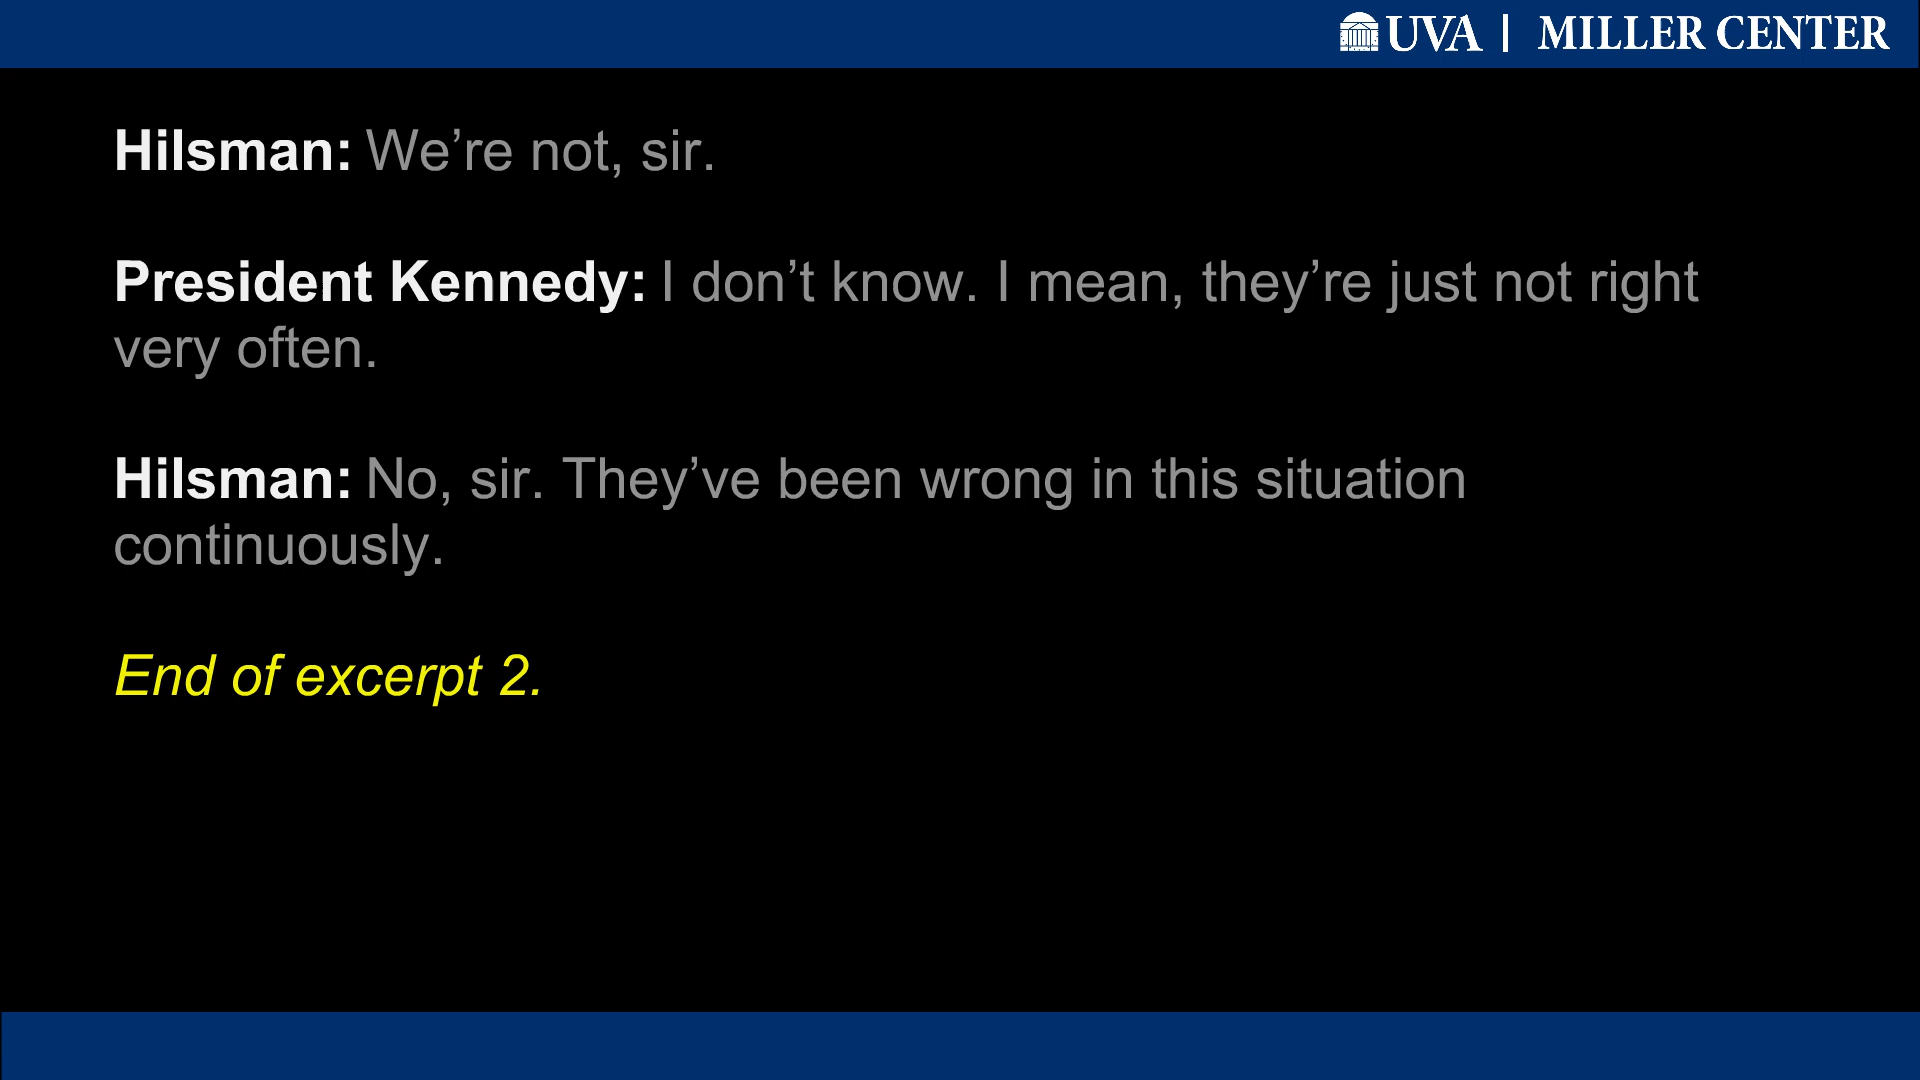 UVA | MILLER CENTER
Hilsman: We’re not, sir.
President Kennedy: I don’t know. I mean, they’re just not right
very often.
Hilsman: No, sir. They’ve been wrong in this situation
continuously.
End of excerpt 2.